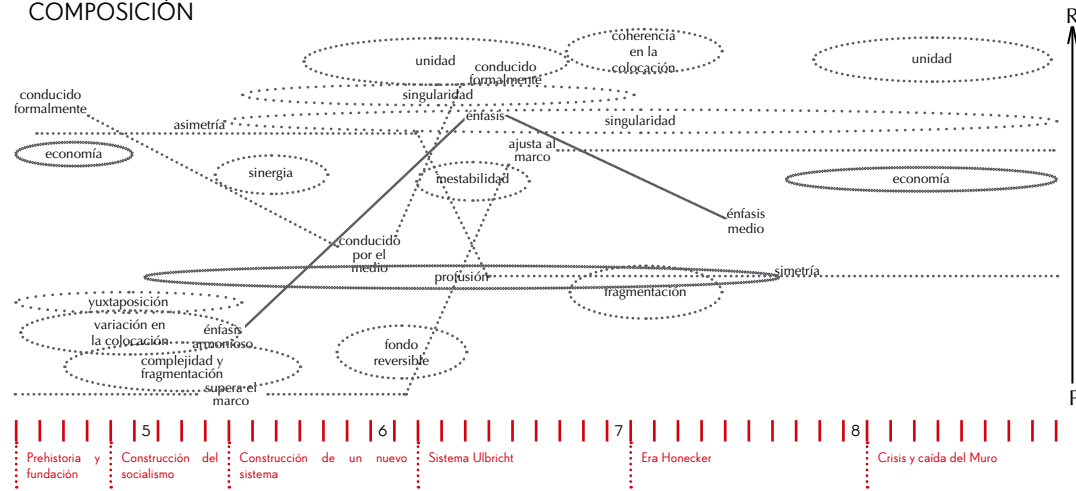 COMPOSICIÓN
R
coherencia
en la
colocación
unidad
unidad
conducido
formalmente
conducido
formalmente
singularidad
énfasis
singularidad
asimetría
ajusta al
marco
economía
sinergia
inestabilidad
economía
énfasis
medio
conducido
por el
medio
profusión
simetría
fragmentación
yuxtaposición
variación en
la colocación
énfasis
armonioso
fondo
reversible
complejidad y
fragmentación
supera el
marco
5
6
7
8
Prehistoria y
fundación
Construcción del
socialismo
Construcción de un nuevo
sistema
Sistema Ulbricht
Era Honecker
Crisis y caída del Muro